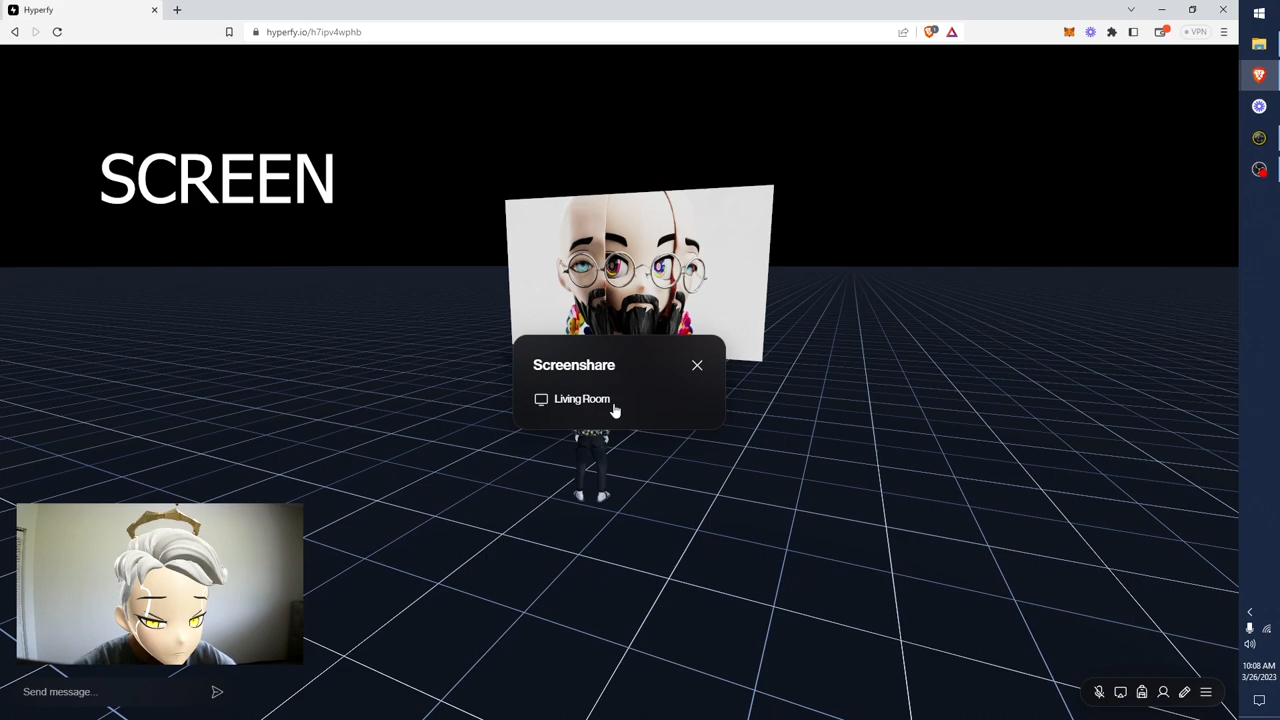 Hyperfy
hyperfy.io/h7ipv4wphb
VPN
SCREEN
Screenshare
Living Room
Send message...
10:08 AM
3/26/2023